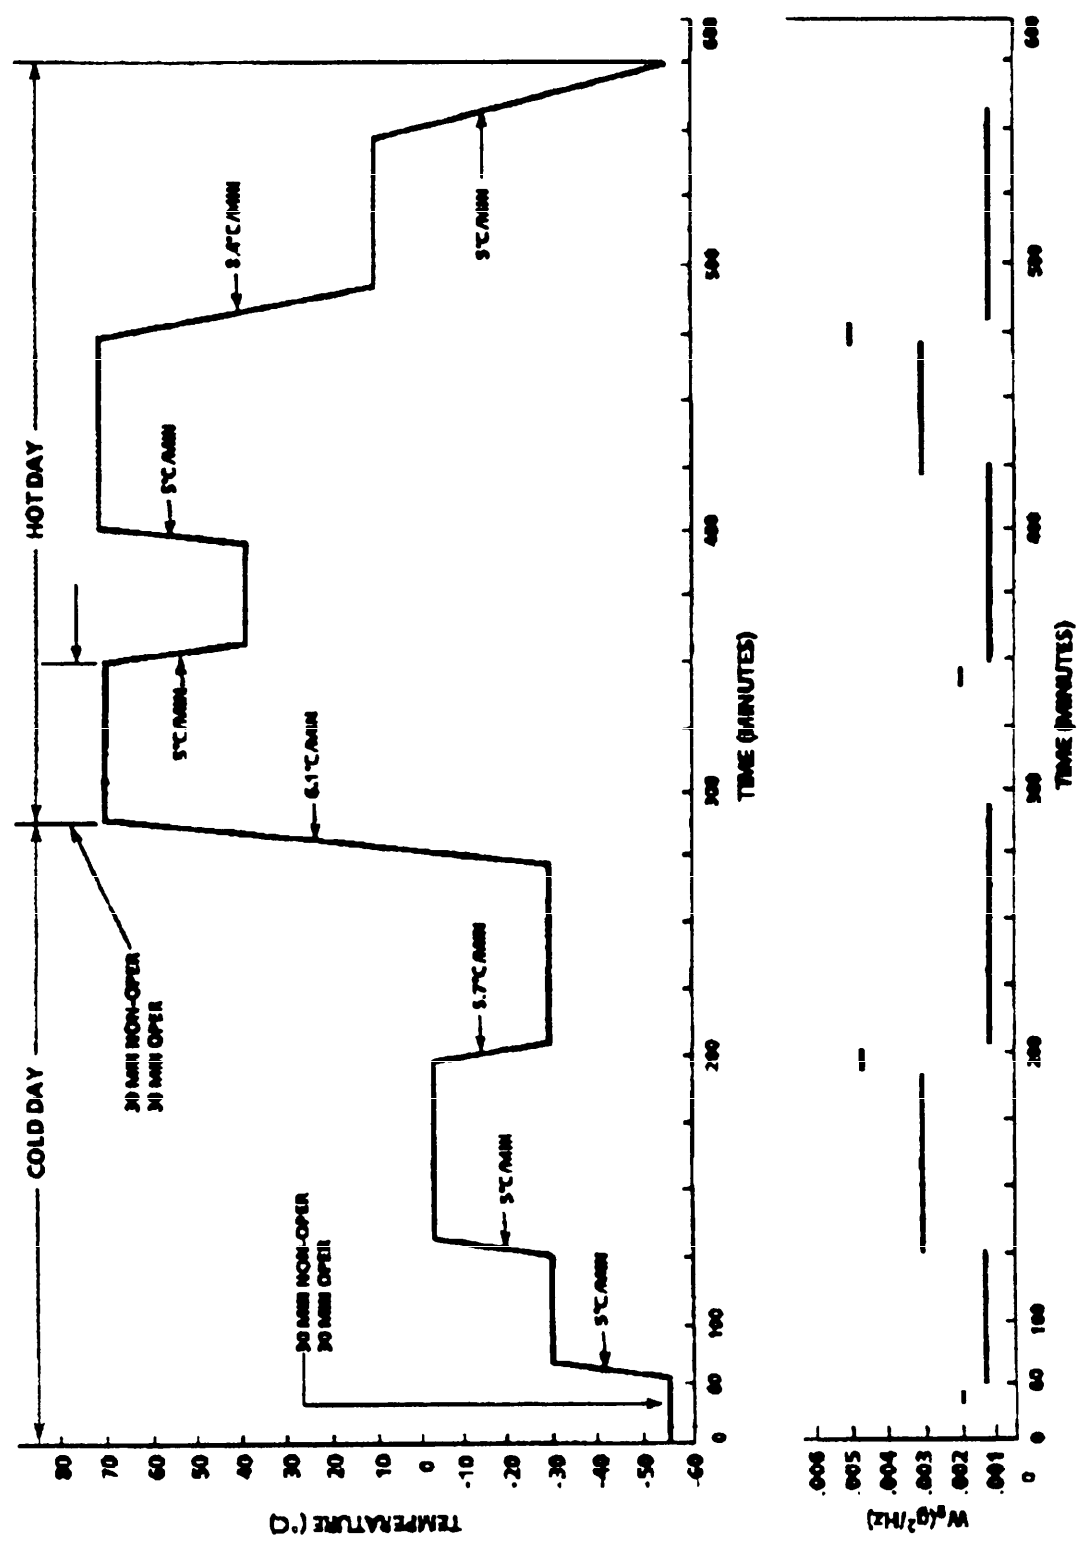 COLD DAY
HOT DAY
30 MIN NON-OPER
30 MIN OPER
30 MIN NON-OPER
30 MIN OPER
5°C/MIN
5°C/MIN
5.7°C/MIN
6.1°C/MIN
5°C/MIN
5°C/MIN
8.4°C/MIN
5°C/MIN
TEMPERATURE (°C)
80
70
60
50
40
30
20
10
0
-10
-20
-30
-40
-50
-60
0
60
100
200
300
400
500
600
TIME (MINUTES)
W₀(g²/Hz)
.006
.005
.004
.003
.002
.001
0
0
60
100
200
300
400
500
600
TIME (MINUTES)